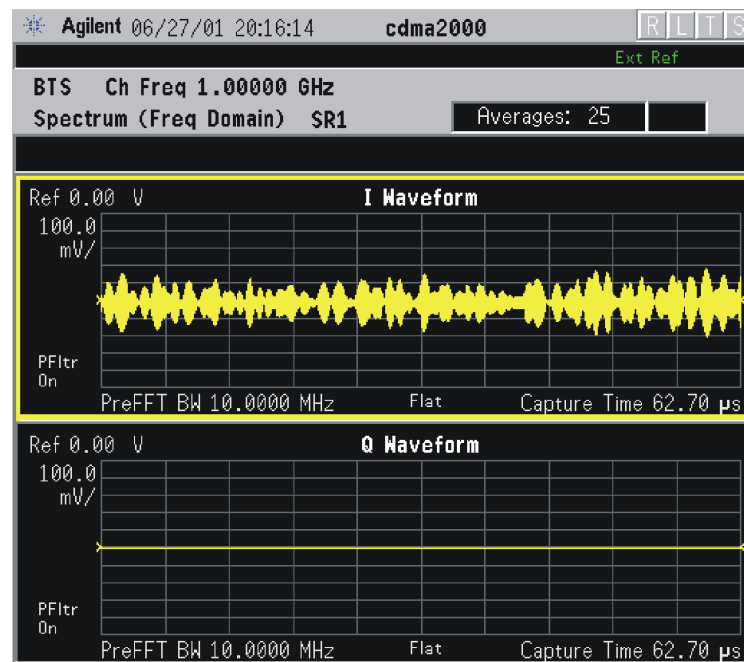 Agilent 06/27/01 20:16:14 cdma2000 R L T S
Ext Ref
BTS Ch Freq 1.00000 GHz
Spectrum (Freq Domain) SR1 Averages: 25
Ref 0.00 V I Waveform
100.0
mV/
PFltr
On
PreFFT BW 10.0000 MHz Flat Capture Time 62.70 µs
Ref 0.00 V Q Waveform
100.0
mV/
PFltr
On
PreFFT BW 10.0000 MHz Flat Capture Time 62.70 µs